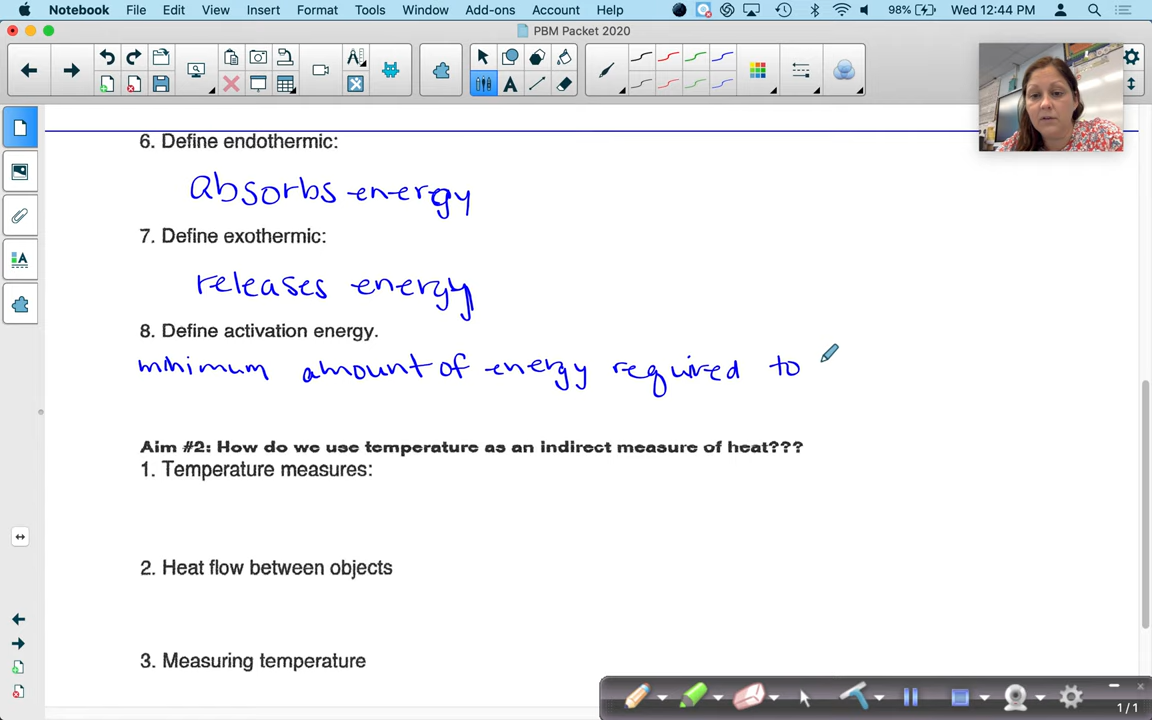 Notebook File Edit View Insert Format Tools Window Add-ons Account Help 98% Wed 12:44 PM
PBM Packet 2020
6. Define endothermic:
absorbs energy
7. Define exothermic:
releases energy
8. Define activation energy.
minimum amount of energy required to
Aim #2: How do we use temperature as an indirect measure of heat???
1. Temperature measures:
2. Heat flow between objects
3. Measuring temperature
1/1